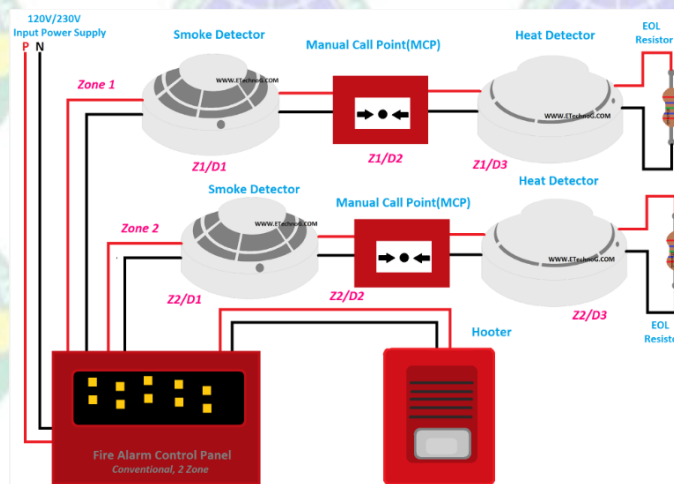 120V/230V
Input Power Supply
P N
Smoke Detector
Manual Call Point(MCP)
Heat Detector
EOL
Resistor
Zone 1
WWW.ETechnoG.COM
WWW.ETechnoG.COM
Z1/D1
Z1/D2
Z1/D3
Smoke Detector
Manual Call Point(MCP)
Heat Detector
Zone 2
WWW.ETechnoG.COM
WWW.ETechnoG.COM
Z2/D1
Z2/D2
Z2/D3
EOL
Resisto
Hooter
Fire Alarm Control Panel
Conventional, 2 Zone